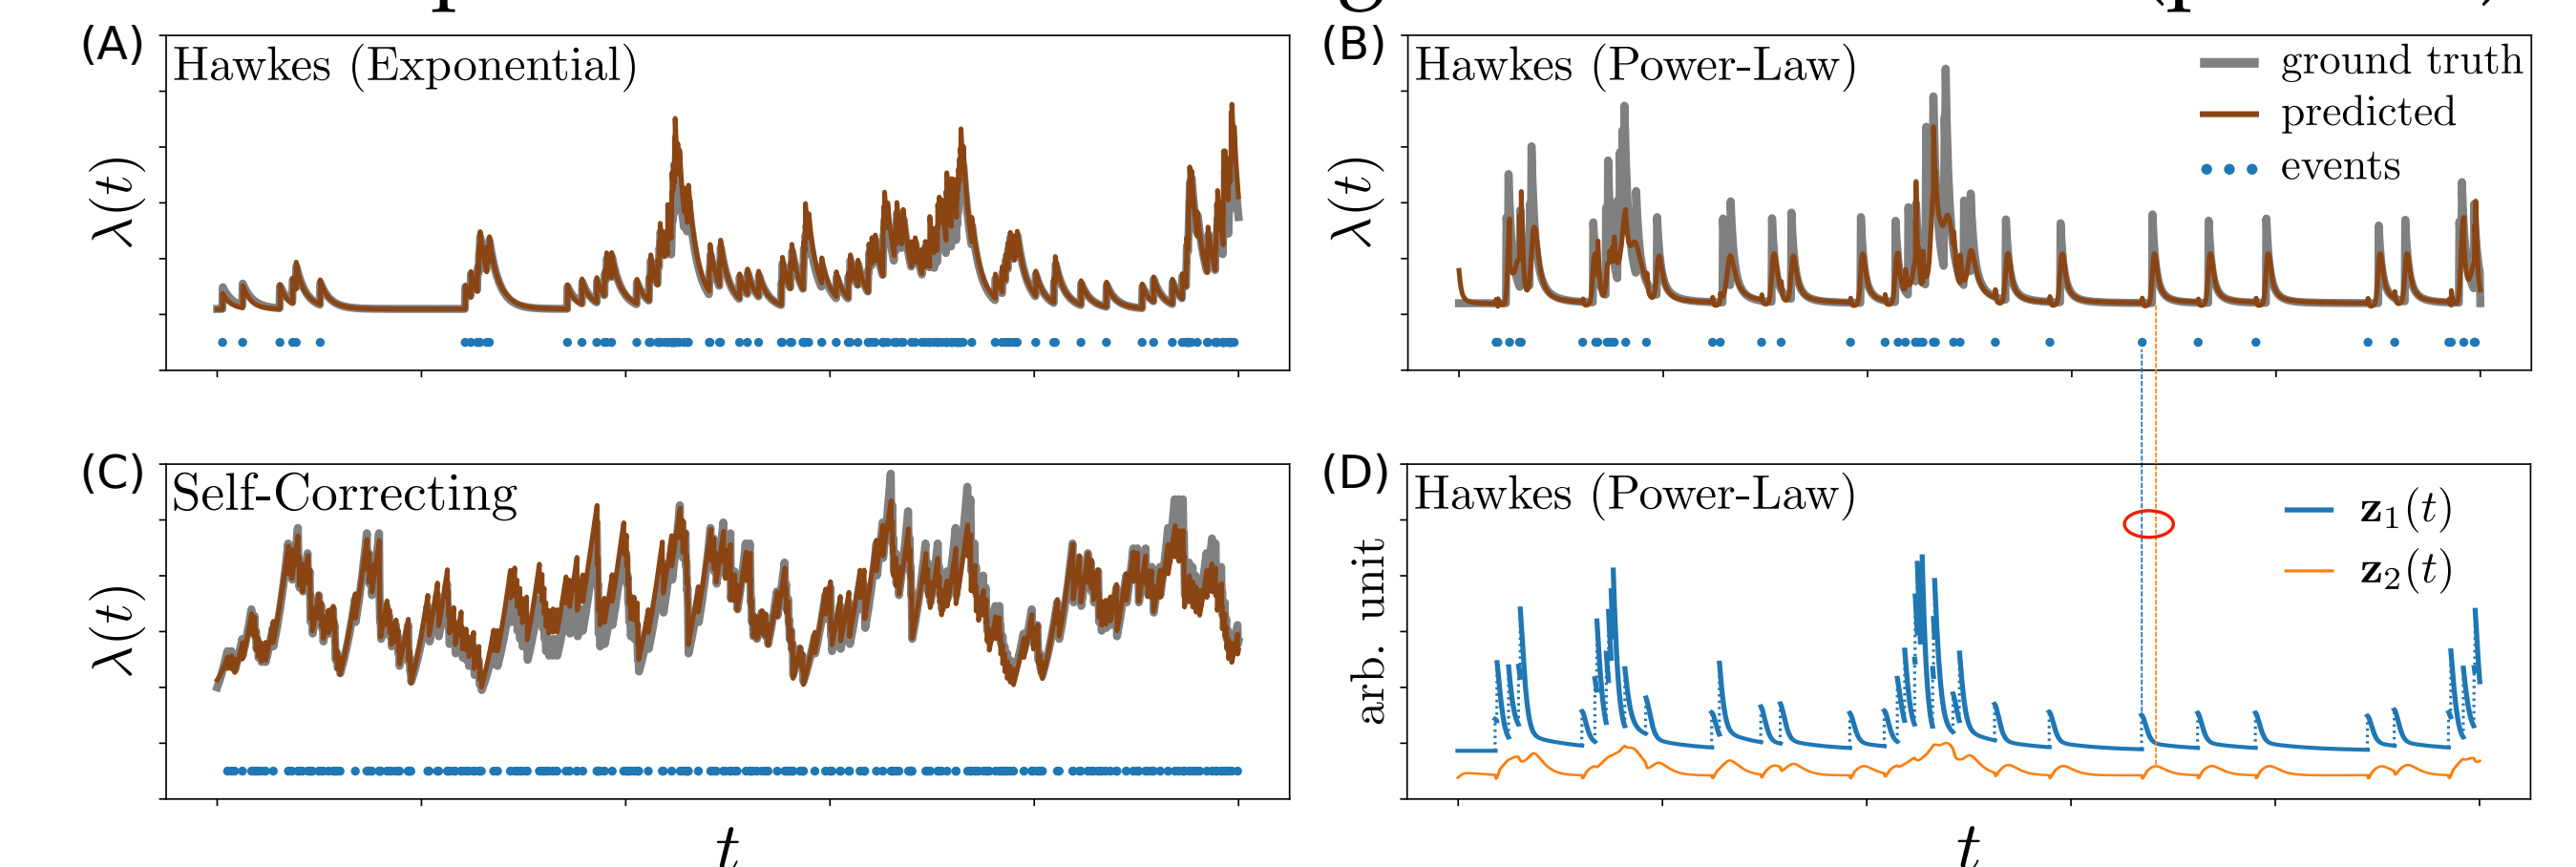 (A)
Hawkes (Exponential)
λ(t)
(B)
Hawkes (Power-Law)
ground truth
predicted
events
λ(t)
(C)
Self-Correcting
λ(t)
t
(D)
Hawkes (Power-Law)
z₁(t)
z₂(t)
arb. unit
t